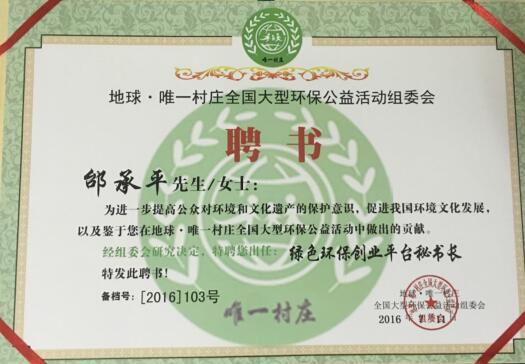 唯一村庄
地球·唯一村庄全国大型环保公益活动组委会
聘书
邰承平先生/女士：
为进一步提高公众对环境和文化遗产的保护意识，促进我国环境文化发展，
以及鉴于您在地球·唯一村庄全国大型环保公益活动中做出的贡献。
经组委会研究决定，特聘您出任：绿色环保创业平台秘书长
特发此聘书！
备档号：[2016]103号
唯一村庄
地球·唯一村庄
全国大型环保公益活动组委会
2016年
组委会